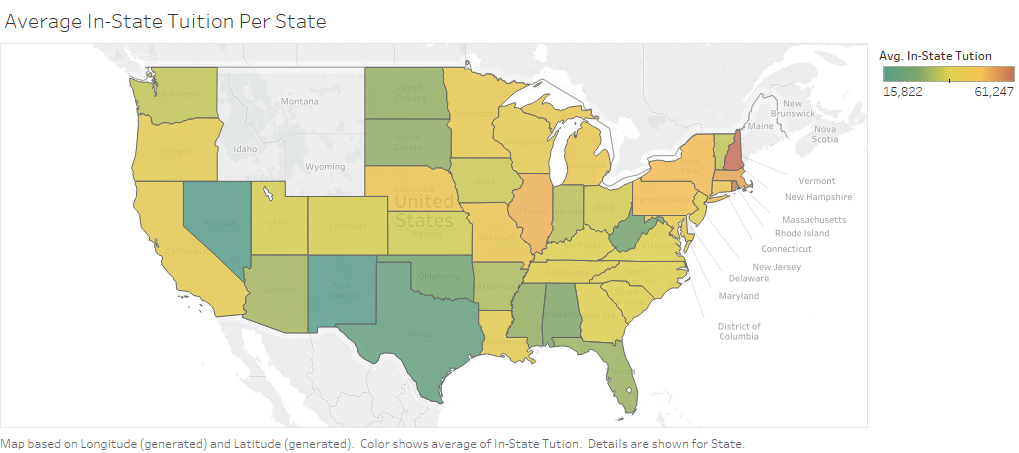 Average In-State Tuition Per State
Avg. In-State Tution
15,822
61,247
Washington
Montana
North
Dakota
Minnesota
Maine
New
Brunswick
Nova
Scotia
Oregon
Idaho
South
Dakota
Wisconsin
Michigan
New
York
Wyoming
Iowa
Nebraska
United
States
Nevada
Utah
Colorado
Kansas
Missouri
Illinois
Indiana
Ohio
Pennsylvania
Vermont
New Hampshire
Massachusetts
Rhode Island
Connecticut
New Jersey
Delaware
Maryland
District of
Columbia
California
Kentucky
Virginia
Arizona
New
Mexico
Oklahoma
Arkansas
Tennessee
North
Carolina
South
Carolina
Texas
Louisiana
Alabama
Georgia
Florida
Map based on Longitude (generated) and Latitude (generated).  Color shows average of In-State Tution.  Details are shown for State.